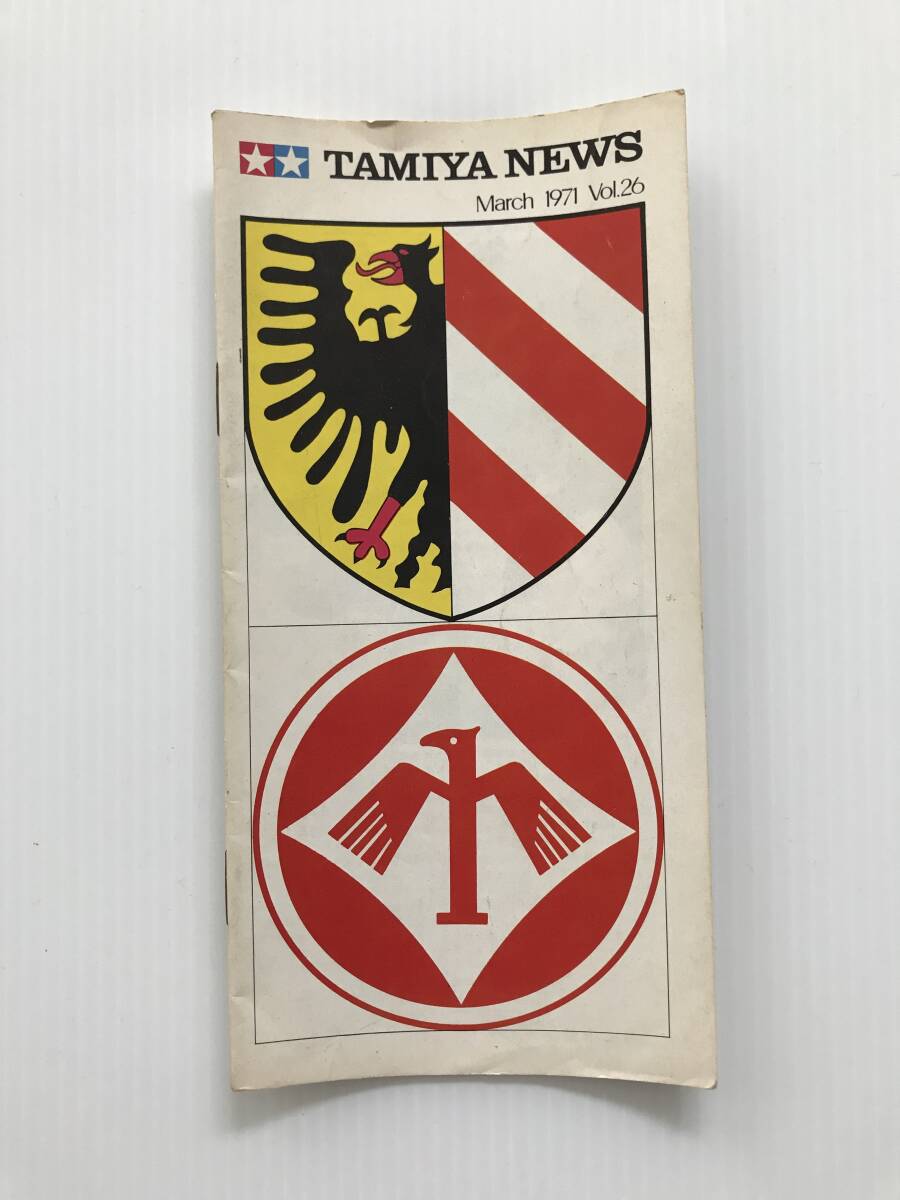 TAMIYA NEWS
March 1971 Vol.26